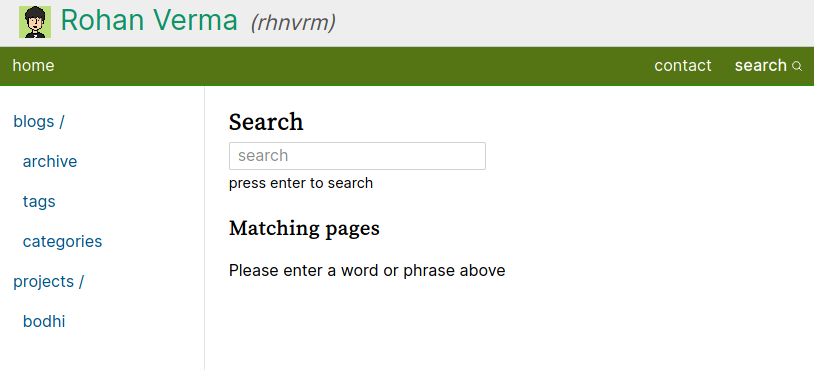 Rohan Verma (rhnvrm)
home contact search
blogs /
archive
tags
categories
projects /
bodhi
Search
search
press enter to search
Matching pages
Please enter a word or phrase above